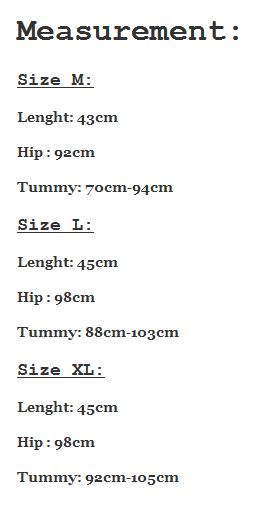 Measurement:
Size M:
Lenght: 43cm
Hip : 92cm
Tummy: 70cm-94cm
Size L:
Lenght: 45cm
Hip : 98cm
Tummy: 88cm-103cm
Size XL:
Lenght: 45cm
Hip : 98cm
Tummy: 92cm-105cm